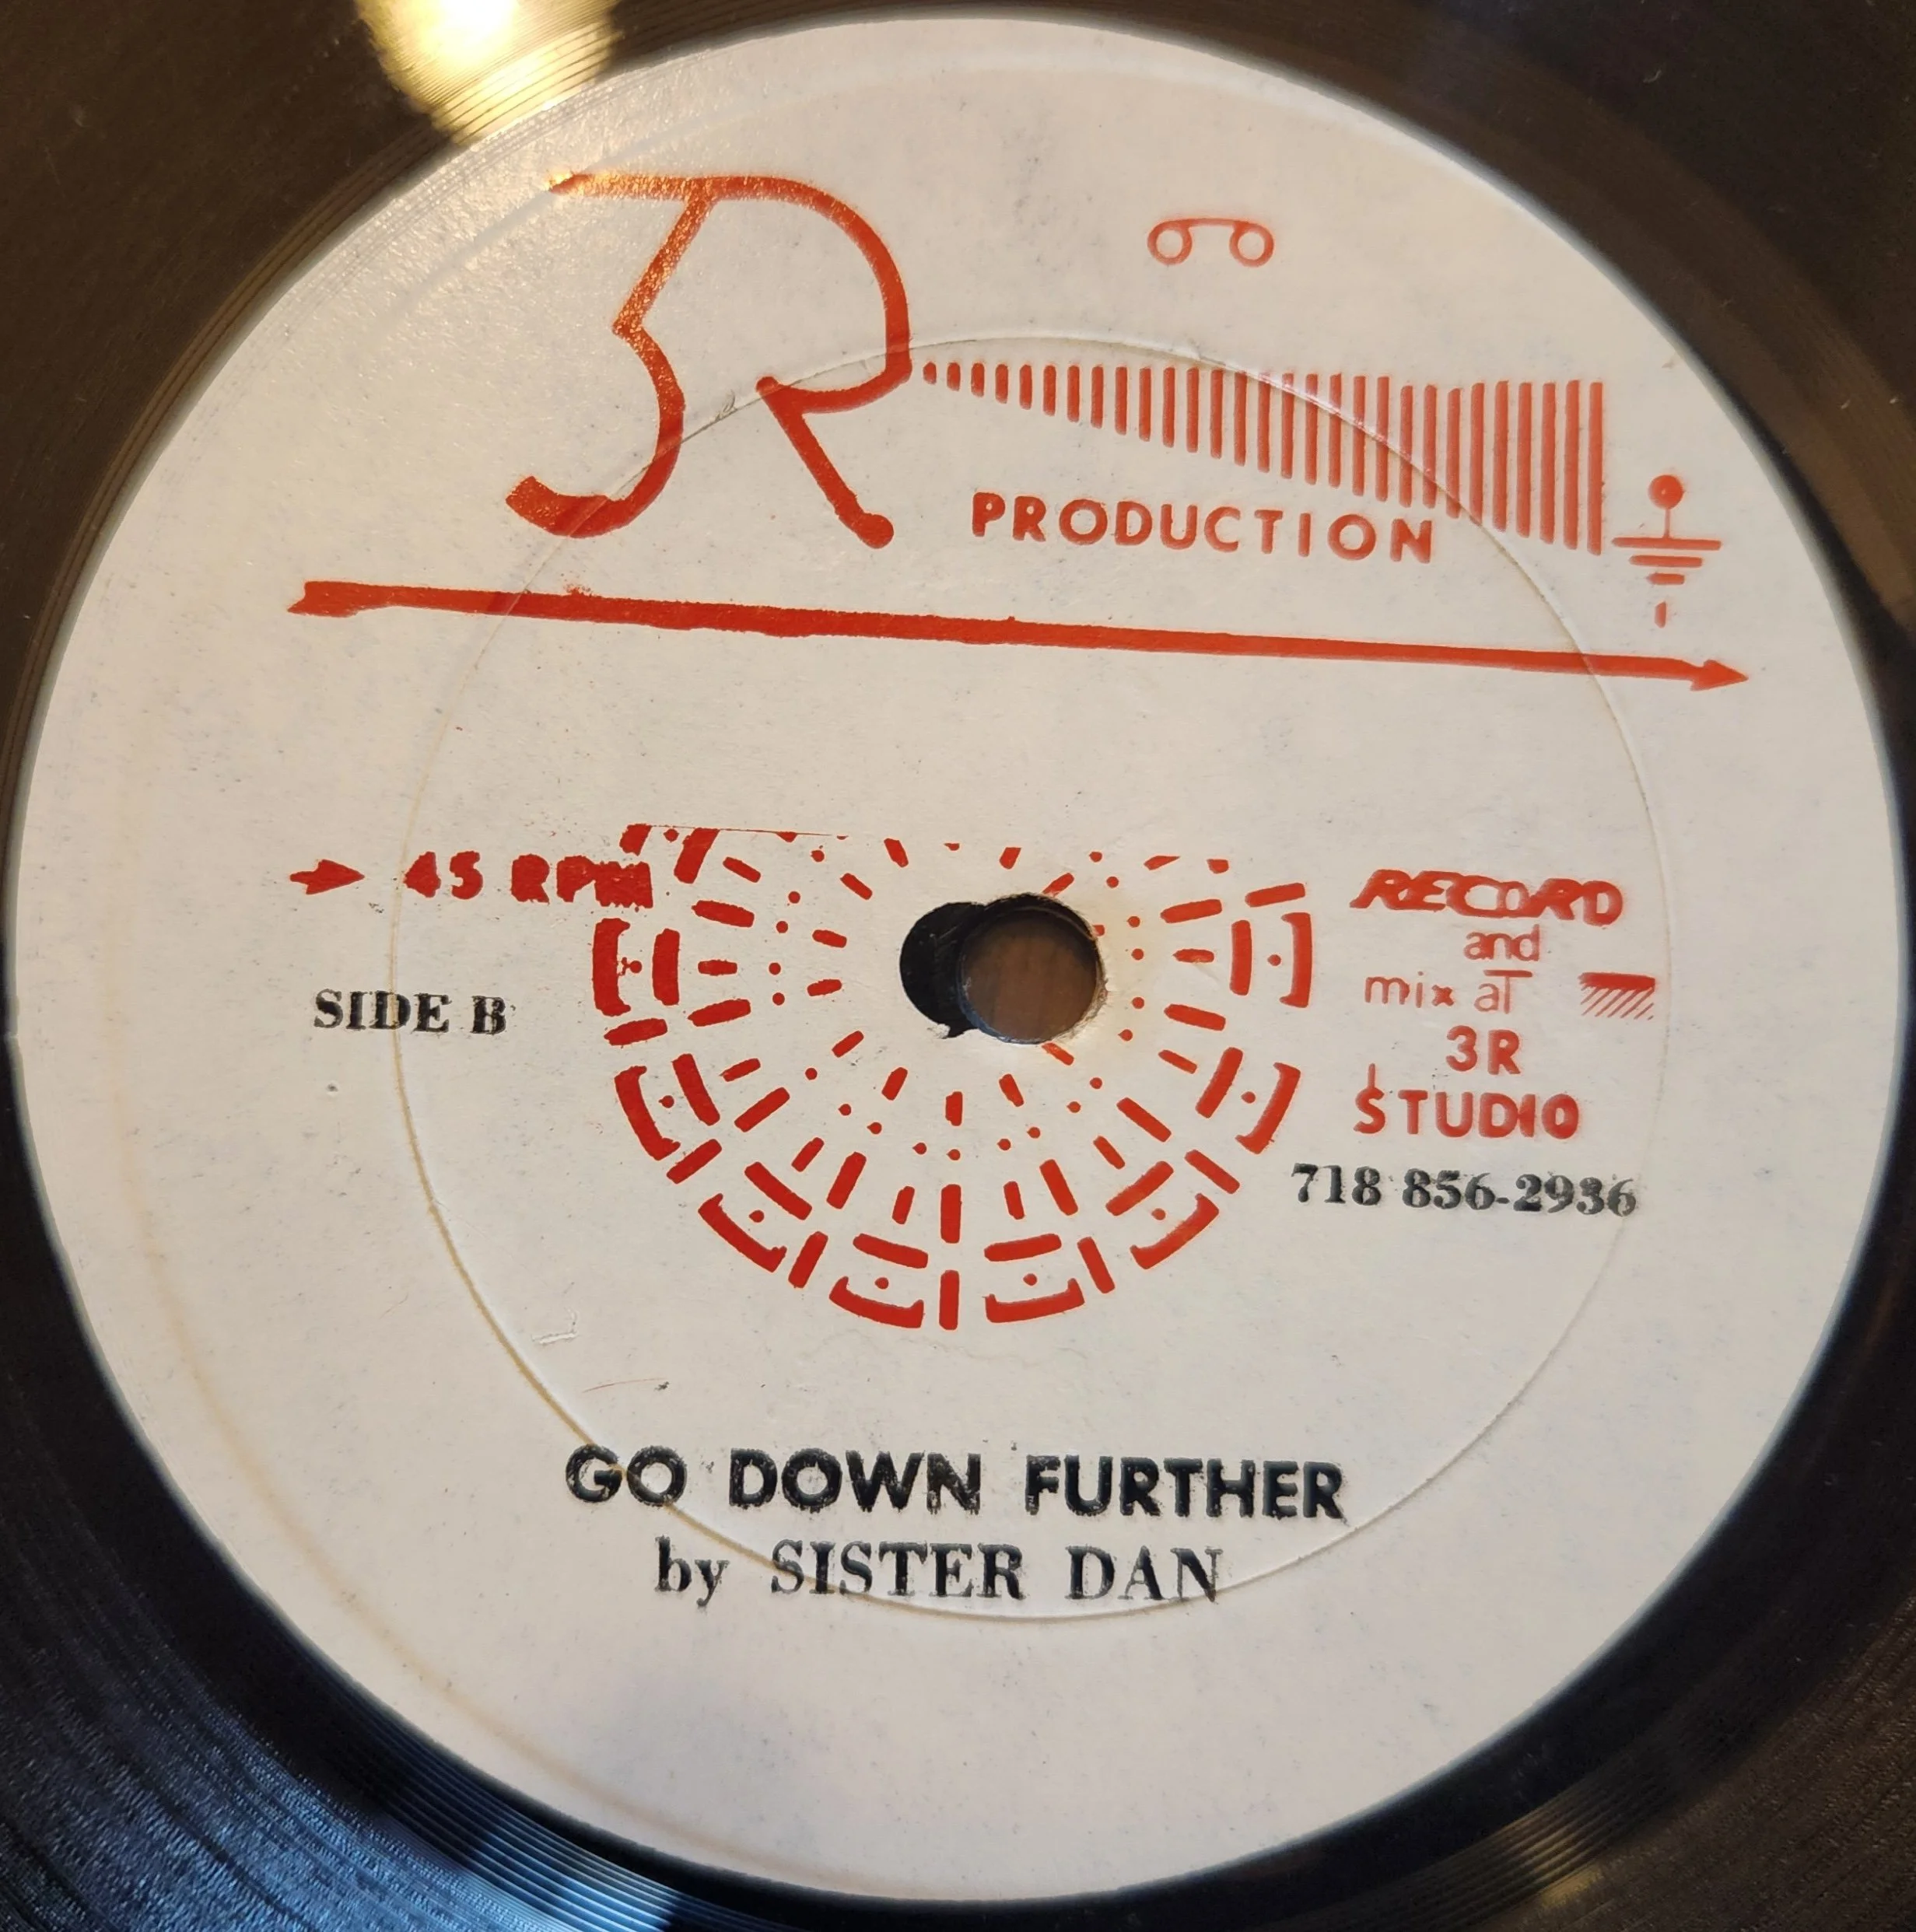 3R
PRODUCTION
45 RPM
RECORD
and
mix aT
3R
STUDIO
SIDE B
718 856-2936
GO DOWN FURTHER
by SISTER DAN